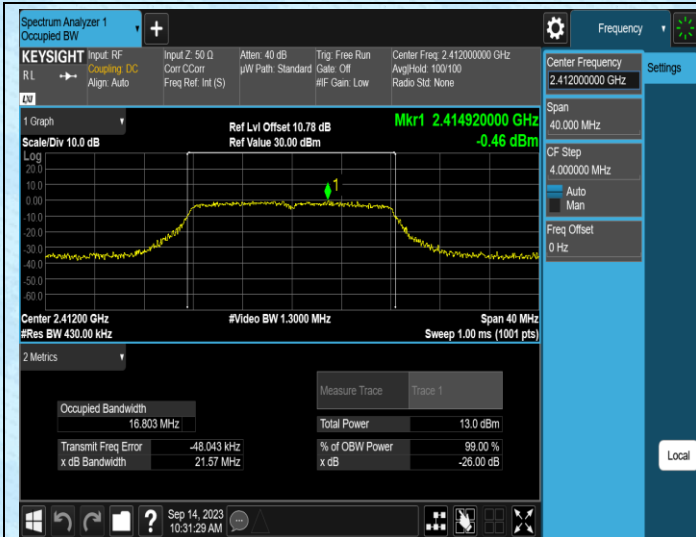 Spectrum Analyzer 1
Occupied BW
Frequency
KEYSIGHT
Input: RF
Input Z: 50 Ω
Atten: 40 dB
Trig: Free Run
Center Freq: 2.412000000 GHz
RL
Coupling: DC
Corr CCorr
µW Path: Standard
Gate: Off
Avg|Hold: 100/100
Align: Auto
Freq Ref: Int (S)
#IF Gain: Low
Radio Std: None
LXI
1 Graph
Scale/Div 10.0 dB
Ref Lvl Offset 10.78 dB
Ref Value 30.00 dBm
Mkr1 2.414920000 GHz
-0.46 dBm
Log
20.0
10.0
0.00
-10.0
-20.0
-30.0
-40.0
-50.0
-60.0
1
Center 2.41200 GHz
#Video BW 1.3000 MHz
Span 40 MHz
#Res BW 430.00 kHz
Sweep 1.00 ms (1001 pts)
2 Metrics
Measure Trace
Trace 1
Occupied Bandwidth
16.803 MHz
Total Power
13.0 dBm
Transmit Freq Error
-48.043 kHz
% of OBW Power
99.00 %
x dB Bandwidth
21.57 MHz
x dB
-26.00 dB
Sep 14, 2023
10:31:29 AM
Center Frequency
2.412000000 GHz
Settings
Span
40.000 MHz
CF Step
4.000000 MHz
Auto
Man
Freq Offset
0 Hz
Local